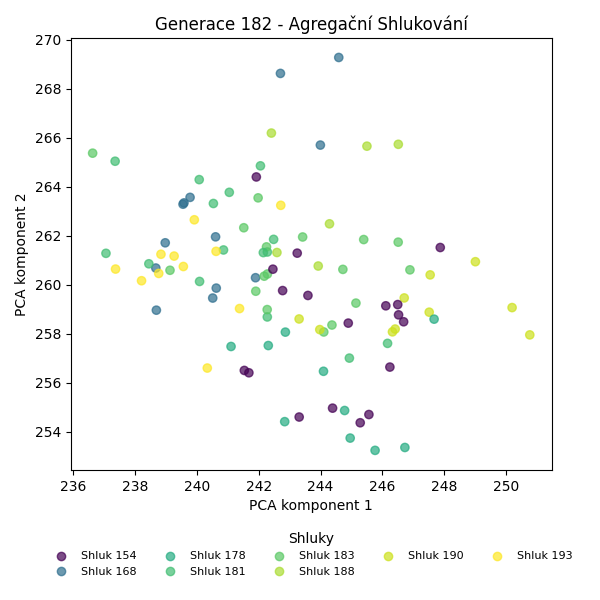 Generace 182 - Agregační Shlukování
270
268
266
264
262
260
258
256
254
PCA komponent 2
236 238 240 242 244 246 248 250
PCA komponent 1
Shluky
Shluk 154 Shluk 178 Shluk 183 Shluk 190 Shluk 193
Shluk 168 Shluk 181 Shluk 188